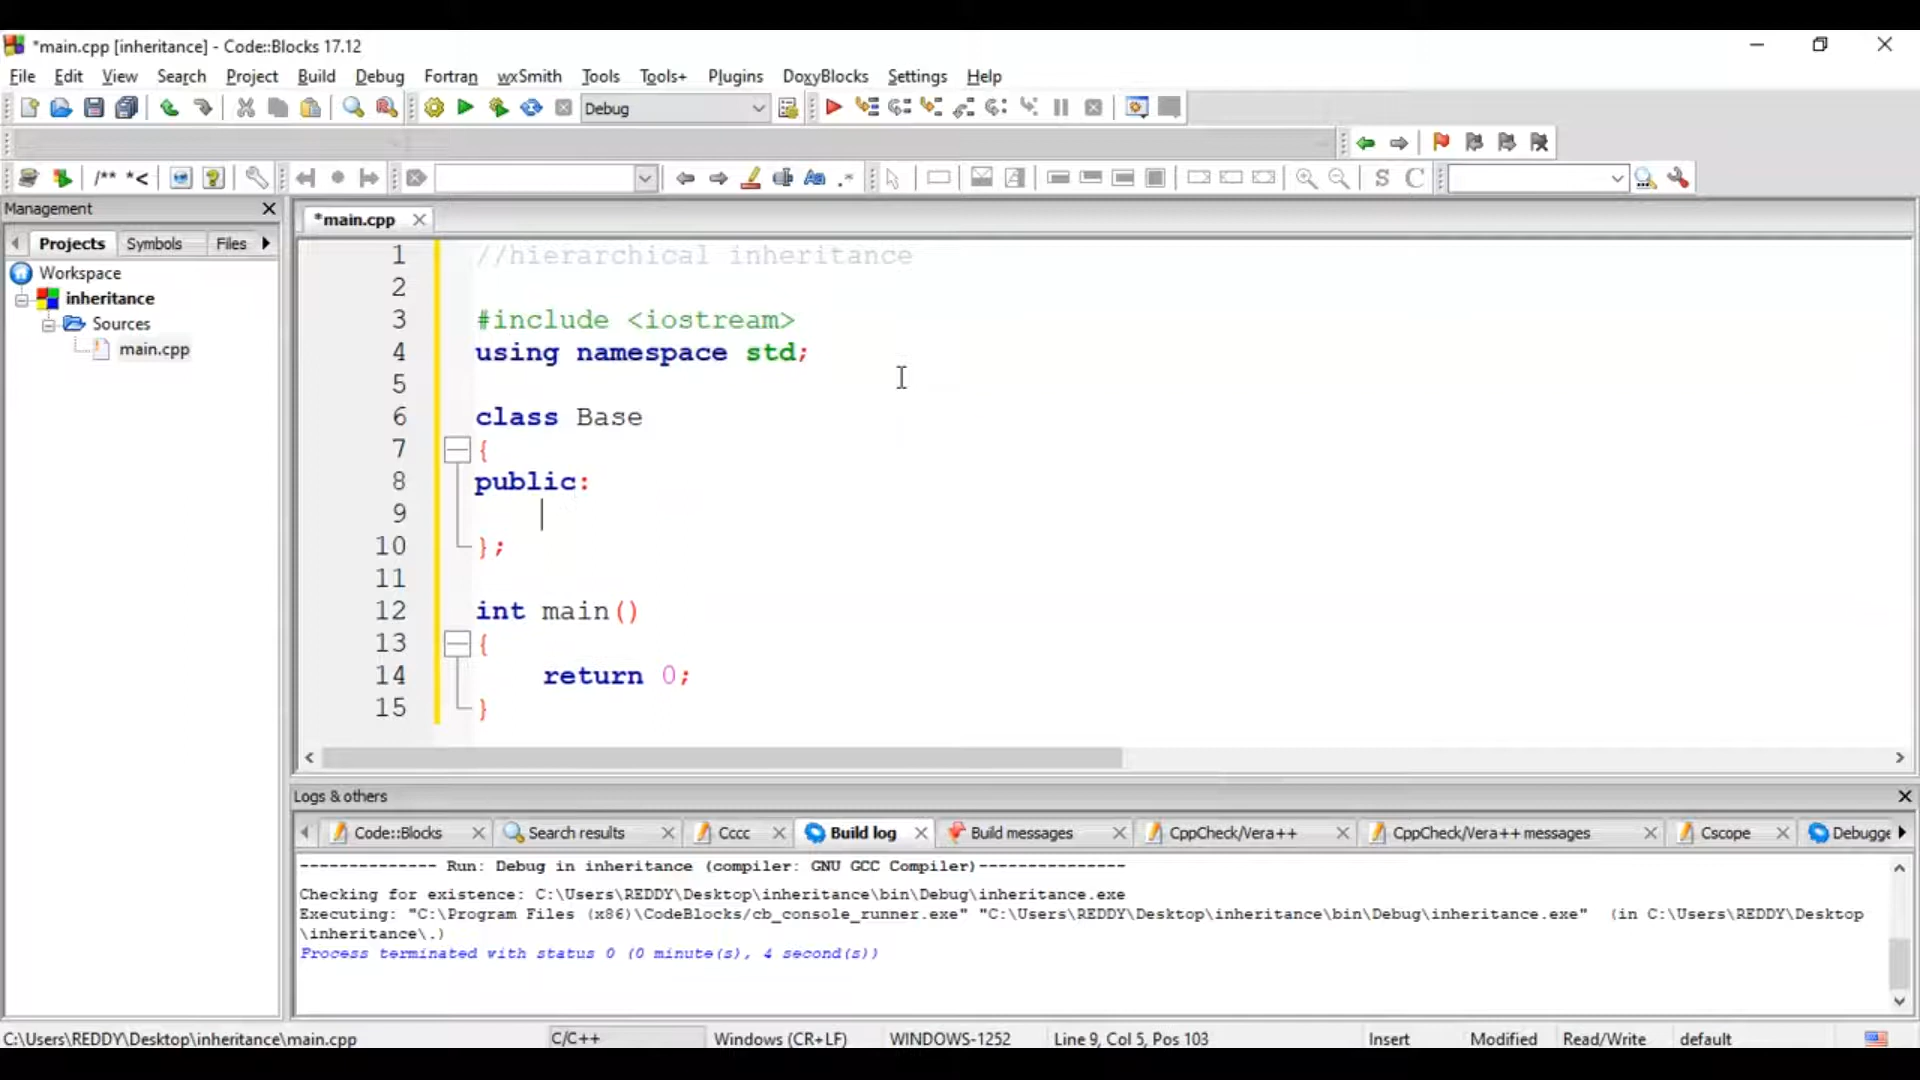 *main.cpp [inheritance] - Code::Blocks 17.12
File Edit View Search Project Build Debug Fortran wxSmith Tools Tools+ Plugins DoxyBlocks Settings Help
Debug
/** *<
S C
Management
Projects Symbols Files
*main.cpp
Workspace
inheritance
Sources
main.cpp
1 //hierarchical inheritance
2
3 #include <iostream>
4 using namespace std;
5
6 class Base
7 {
8 public:
9
10 };
11
12 int main()
13 {
14 return 0;
15 }
Logs & others
Code::Blocks Search results Cccc Build log Build messages CppCheck/Vera++ CppCheck/Vera++ messages Cscope Debugge
-------------- Run: Debug in inheritance (compiler: GNU GCC Compiler)---------------
Checking for existence: C:\Users\REDDY\Desktop\inheritance\bin\Debug\inheritance.exe
Executing: "C:\Program Files (x86)\CodeBlocks/cb_console_runner.exe" "C:\Users\REDDY\Desktop\inheritance\bin\Debug\inheritance.exe" (in C:\Users\REDDY\Desktop
\inheritance\.)
Process terminated with status 0 (0 minute(s), 4 second(s))
C:\Users\REDDY\Desktop\inheritance\main.cpp C/C++ Windows (CR+LF) WINDOWS-1252 Line 9, Col 5, Pos 103 Insert Modified Read/Write default